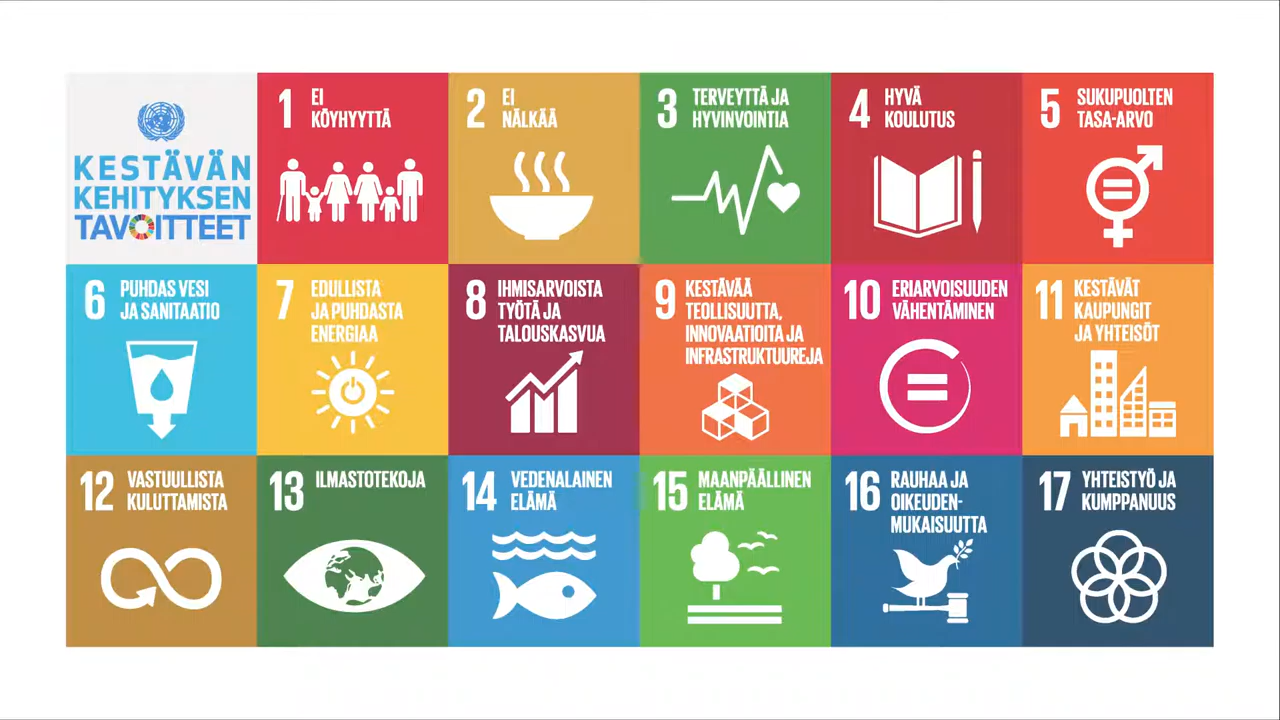 KESTÄVÄN
KEHITYKSEN
TAVOITTEET
1
EI
KÖYHYYTTÄ
2
EI
NÄLKÄÄ
3
TERVEYTTÄ JA
HYVINVOINTIA
4
HYVÄ
KOULUTUS
5
SUKUPUOLTEN
TASA-ARVO
6
PUHDAS VESI
JA SANITAATIO
7
EDULLISTA
JA PUHDASTA
ENERGIAA
8
IHMISARVOISTA
TYÖTÄ JA
TALOUSKASVUA
9
KESTÄVÄÄ
TEOLLISUUTTA,
INNOVAATIOITA JA
INFRASTRUKTUUREJA
10
ERIARVOISUUDEN
VÄHENTÄMINEN
11
KESTÄVÄT
KAUPUNGIT
JA YHTEISÖT
12
VASTUULLISTA
KULUTTAMISTA
13
ILMASTOTEKOJA
14
VEDENALAINEN
ELÄMÄ
15
MAANPÄÄLLINEN
ELÄMÄ
16
RAUHAA JA
OIKEUDEN-
MUKAISUUTTA
17
YHTEISTYÖ JA
KUMPPANUUS